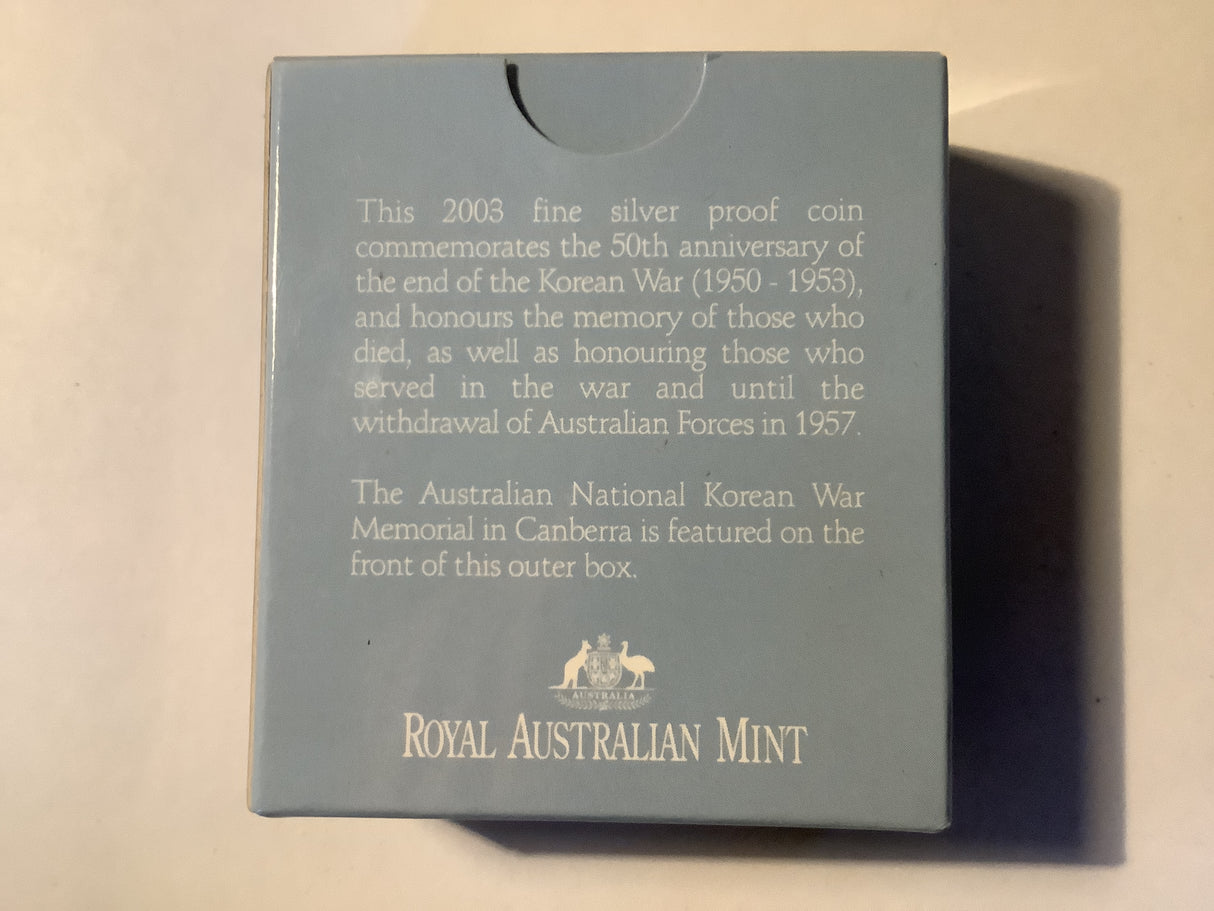 This 2003 fine silver proof coin
commemorates the 50th anniversary of
the end of the Korean War (1950 - 1953),
and honours the memory of those who
died, as well as honouring those who
served in the war and until the
withdrawal of Australian Forces in 1957.
The Australian National Korean War
Memorial in Canberra is featured on the
front of this outer box.
AUSTRALIA
ROYAL AUSTRALIAN MINT